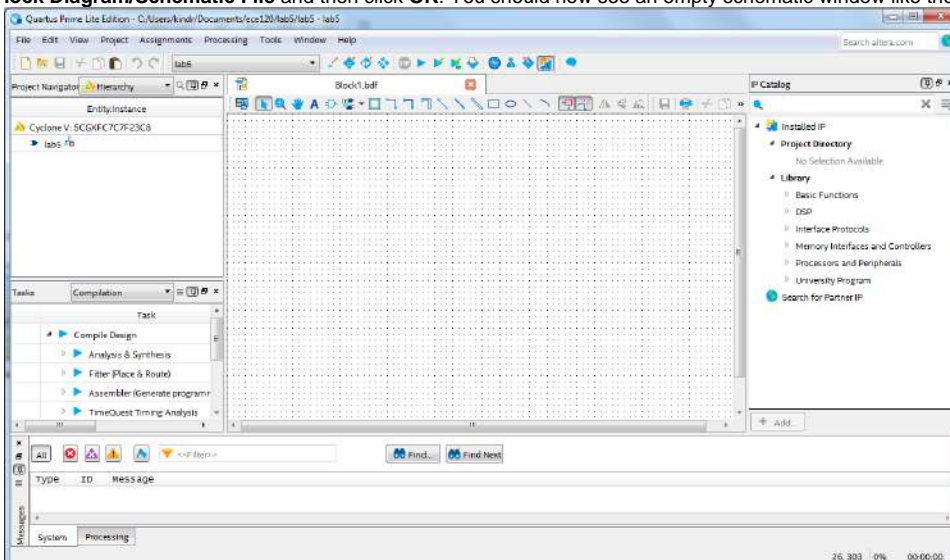 lock Diagram/Schematic File and then click OK. You should now see an empty schematic window like the
Quartus Prime Lite Edition - C:/Users/kindr/Documents/ece120/lab5/lab5 - lab5
File Edit View Project Assignments Processing Tools Window Help
Search altera.com
lab5
Project Navigator Hierarchy
Block1.bdf
IP Catalog
Entity:Instance
Cyclone V: 5CGXFC7C7F23C8
lab5
Installed IP
Project Directory
No Selection Available
Library
Basic Functions
DSP
Interface Protocols
Memory Interfaces and Controllers
Processors and Peripherals
University Program
Search for Partner IP
Tasks Compilation
Task
Compile Design
Analysis & Synthesis
Fitter (Place & Route)
Assembler (Generate programm
TimeQuest Timing Analysis
+ Add...
All <<Filter>> Find... Find Next
Type ID Message
Messages
System Processing
26, 303 0% 00:00:00